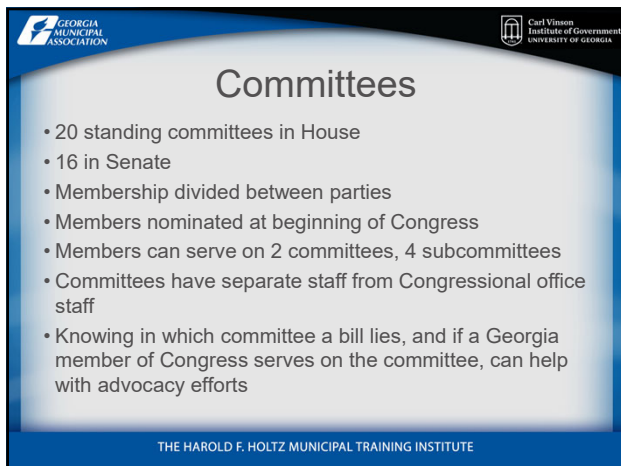 GEORGIA
MUNICIPAL
ASSOCIATION
Carl Vinson
Institute of Government
UNIVERSITY OF GEORGIA
Committees
• 20 standing committees in House
• 16 in Senate
• Membership divided between parties
• Members nominated at beginning of Congress
• Members can serve on 2 committees, 4 subcommittees
• Committees have separate staff from Congressional office
staff
• Knowing in which committee a bill lies, and if a Georgia
member of Congress serves on the committee, can help
with advocacy efforts
THE HAROLD F. HOLTZ MUNICIPAL TRAINING INSTITUTE